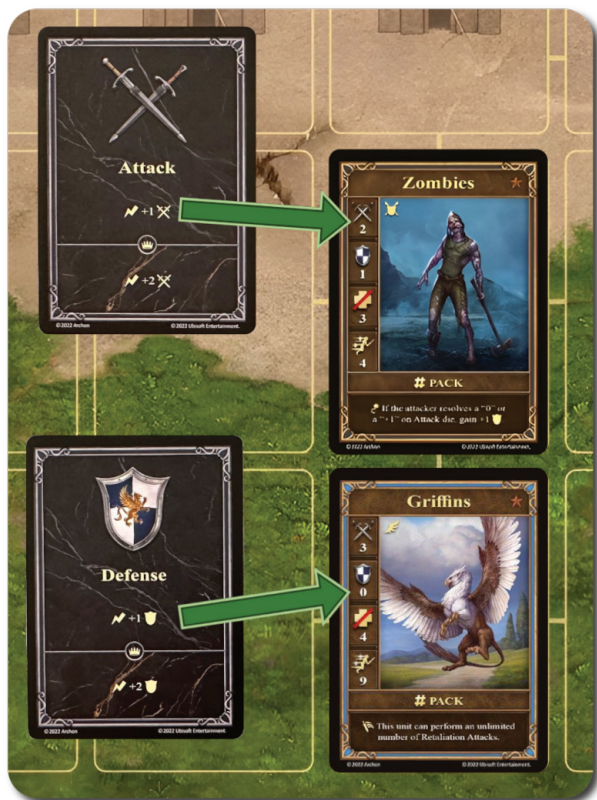 Attack
+1
+2
© 2022 Archon © 2022 Ubisoft Entertainment.
Zombies
2
1
3
4
# PACK
If the attacker resolves a "0" or
a "+1" on Attack die, gain +1
© 2022 Archon © 2022 Ubisoft Entertainment.
Defense
+1
+2
© 2022 Archon © 2022 Ubisoft Entertainment.
Griffins
3
0
4
9
# PACK
This unit can perform an unlimited
number of Retaliation Attacks.
© 2022 Archon © 2022 Ubisoft Entertainment.